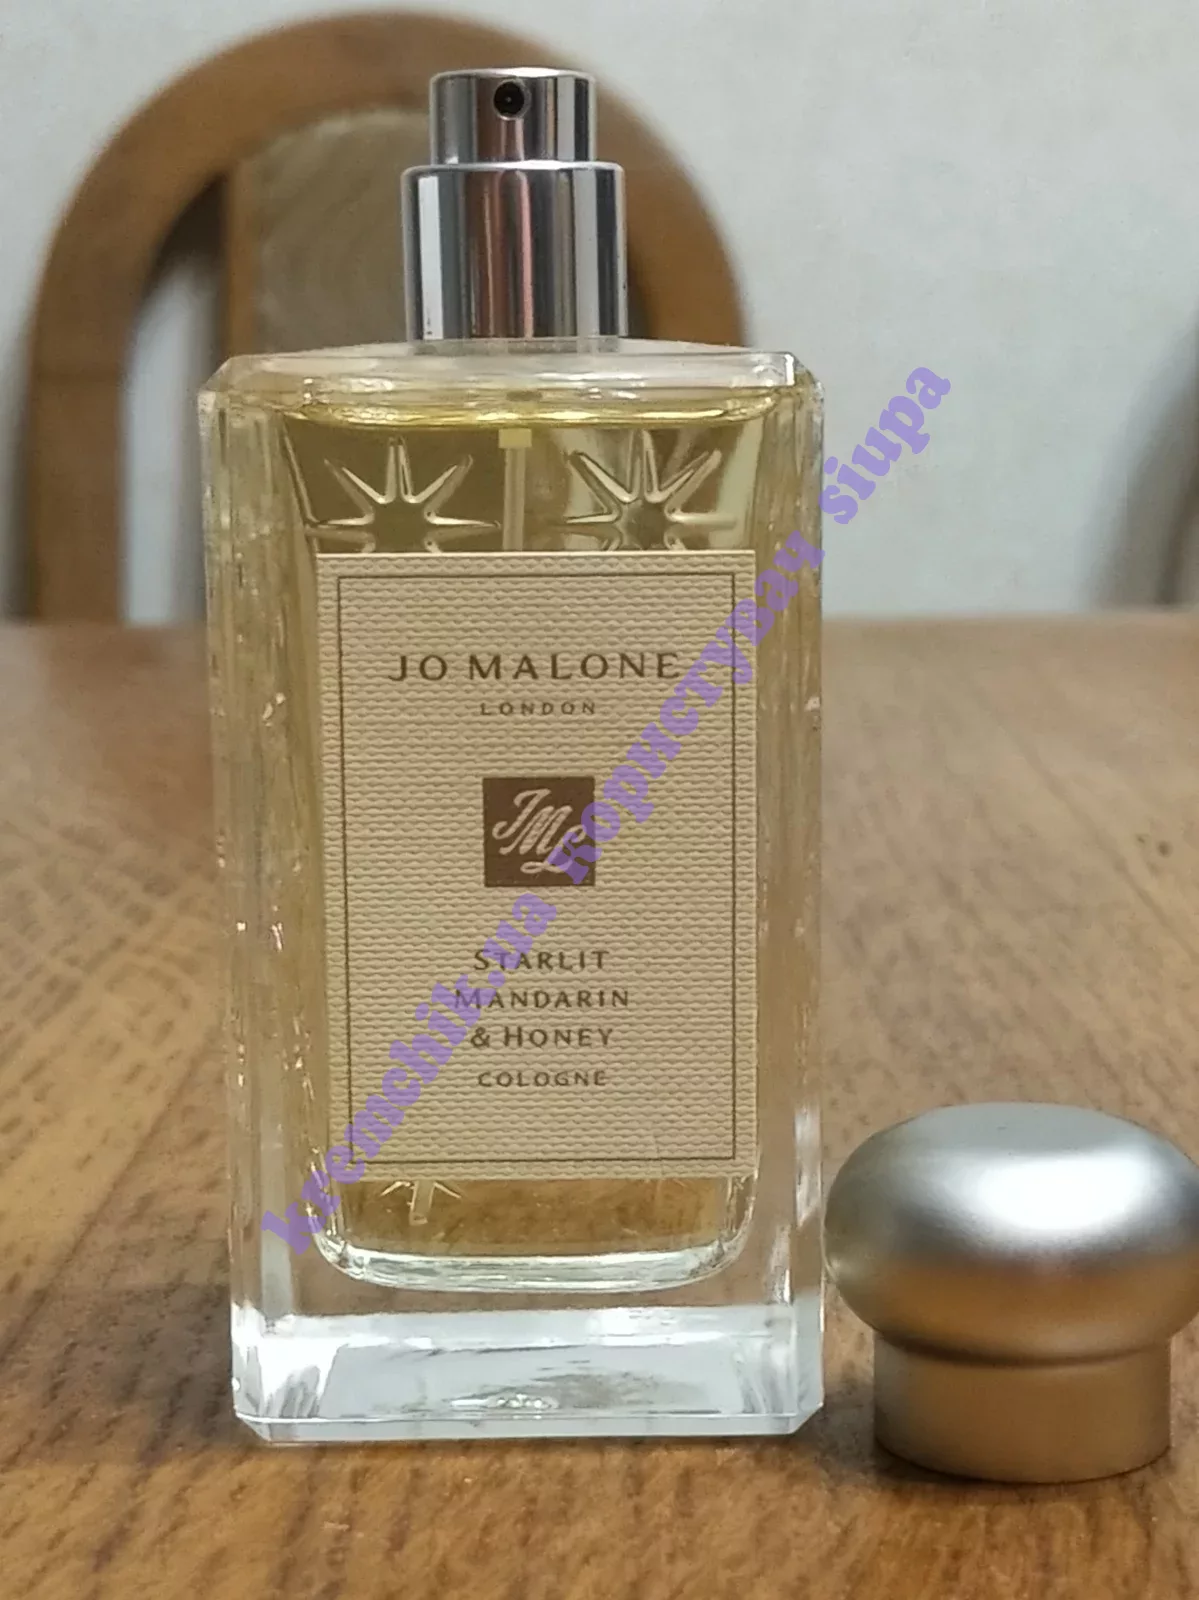 JO MALONE
LONDON
JML
STARLIT
MANDARIN
& HONEY
COLOGNE
kremchik.ua користувач siupa